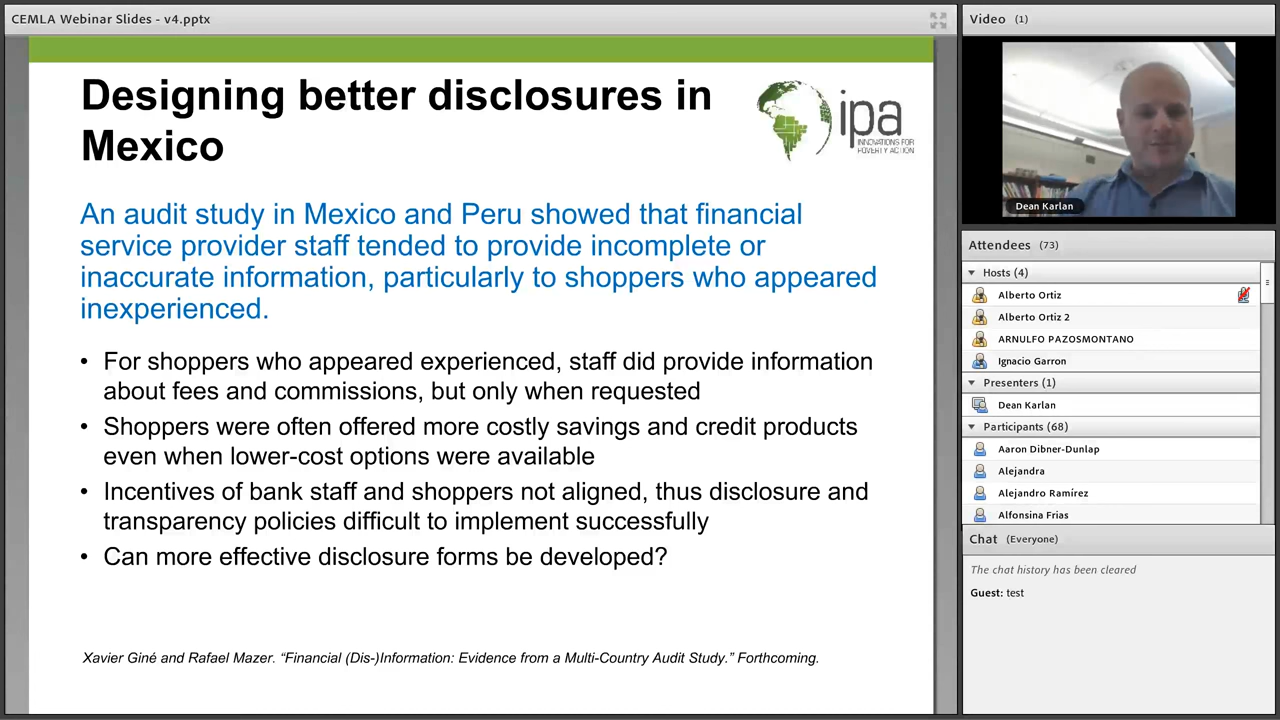 CEMLA Webinar Slides - v4.pptx
Designing better disclosures in
Mexico
ipa
INNOVATIONS FOR
POVERTY ACTION
An audit study in Mexico and Peru showed that financial
service provider staff tended to provide incomplete or
inaccurate information, particularly to shoppers who appeared
inexperienced.
• For shoppers who appeared experienced, staff did provide information
about fees and commissions, but only when requested
• Shoppers were often offered more costly savings and credit products
even when lower-cost options were available
• Incentives of bank staff and shoppers not aligned, thus disclosure and
transparency policies difficult to implement successfully
• Can more effective disclosure forms be developed?
Xavier Giné and Rafael Mazer. “Financial (Dis-)Information: Evidence from a Multi-Country Audit Study.” Forthcoming.
Video (1)
Dean Karlan
Attendees (73)
Hosts (4)
Alberto Ortiz
Alberto Ortiz 2
ARNULFO PAZOSMONTANO
Ignacio Garron
Presenters (1)
Dean Karlan
Participants (68)
Aaron Dibner-Dunlap
Alejandra
Alejandro Ramírez
Alfonsina Frias
Chat (Everyone)
The chat history has been cleared
Guest: test